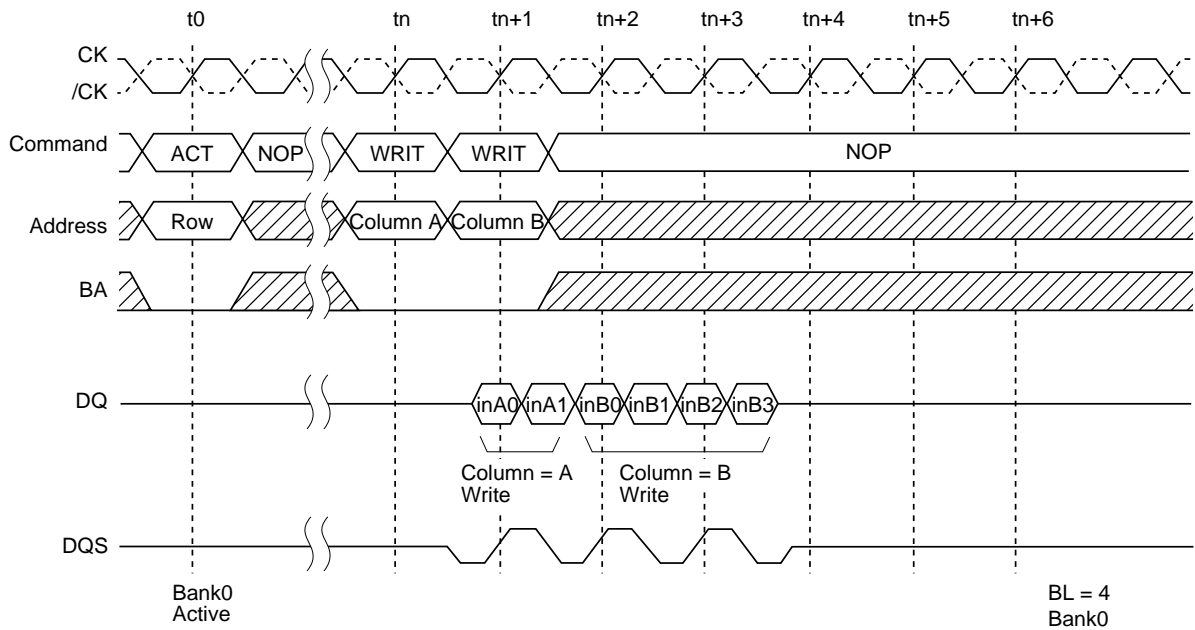 t0 tn tn+1 tn+2 tn+3 tn+4 tn+5 tn+6
CK
/CK
Command ACT NOP WRIT WRIT NOP
Address Row Column A Column B
BA
DQ inA0 inA1 inB0 inB1 inB2 inB3
Column = A Column = B
Write Write
DQS
Bank0 BL = 4
Active Bank0